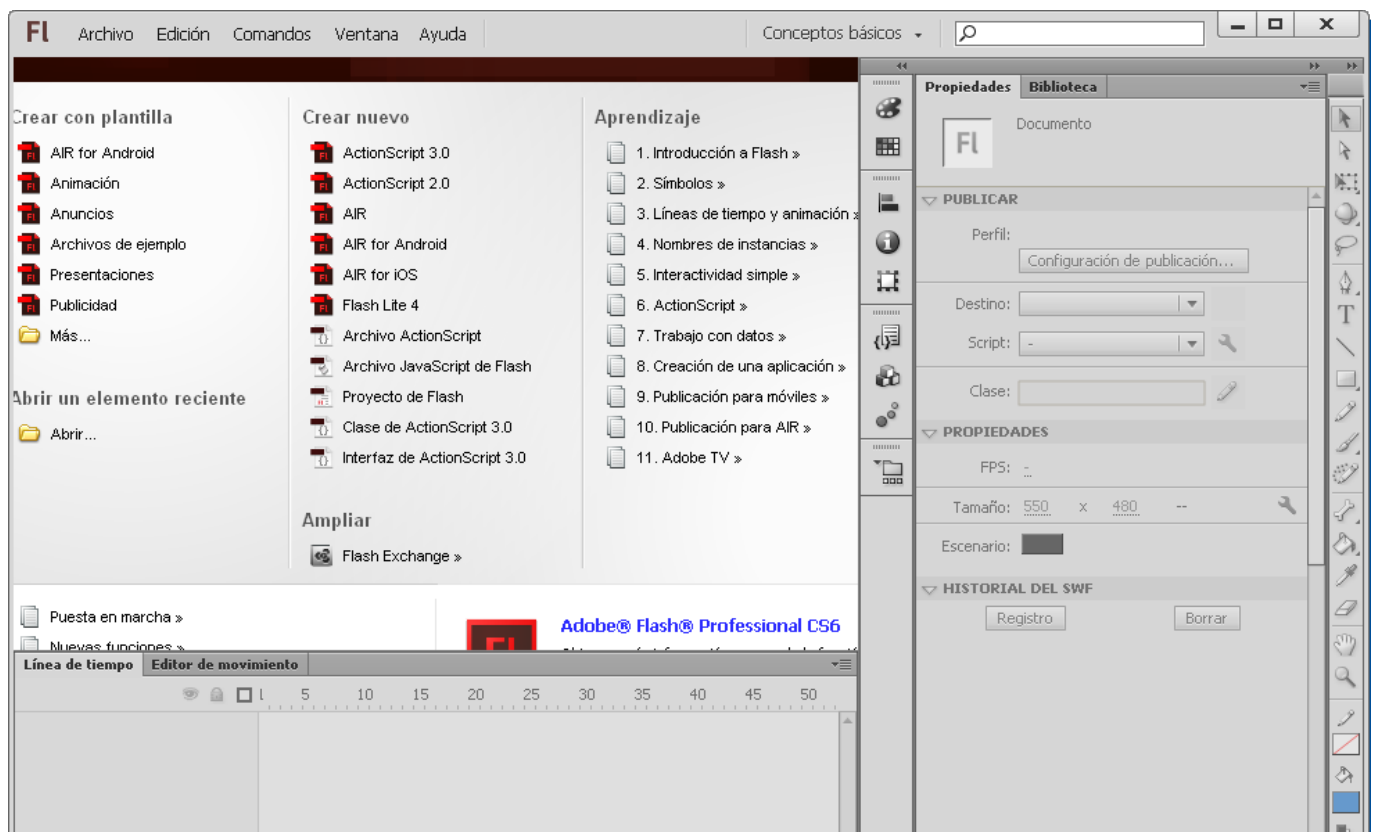 Fl Archivo Edición Comandos Ventana Ayuda Conceptos básicos
Crear con plantilla
AIR for Android
Animación
Anuncios
Archivos de ejemplo
Presentaciones
Publicidad
Más...
Abrir un elemento reciente
Abrir...
Crear nuevo
ActionScript 3.0
ActionScript 2.0
AIR
AIR for Android
AIR for iOS
Flash Lite 4
Archivo ActionScript
Archivo JavaScript de Flash
Proyecto de Flash
Clase de ActionScript 3.0
Interfaz de ActionScript 3.0
Ampliar
Flash Exchange »
Aprendizaje
1. Introducción a Flash »
2. Símbolos »
3. Líneas de tiempo y animación »
4. Nombres de instancias »
5. Interactividad simple »
6. ActionScript »
7. Trabajo con datos »
8. Creación de una aplicación »
9. Publicación para móviles »
10. Publicación para AIR »
11. Adobe TV »
Puesta en marcha »
Nuevas funciones »
Fl
Adobe® Flash® Professional CS6
Línea de tiempo Editor de movimiento
5 10 15 20 25 30 35 40 45 50
Propiedades Biblioteca
Fl
Documento
PUBLICAR
Perfil:
Configuración de publicación...
Destino:
Script: -
Clase:
PROPIEDADES
FPS: -
Tamaño: 550 x 480 --
Escenario:
HISTORIAL DEL SWF
Registro Borrar